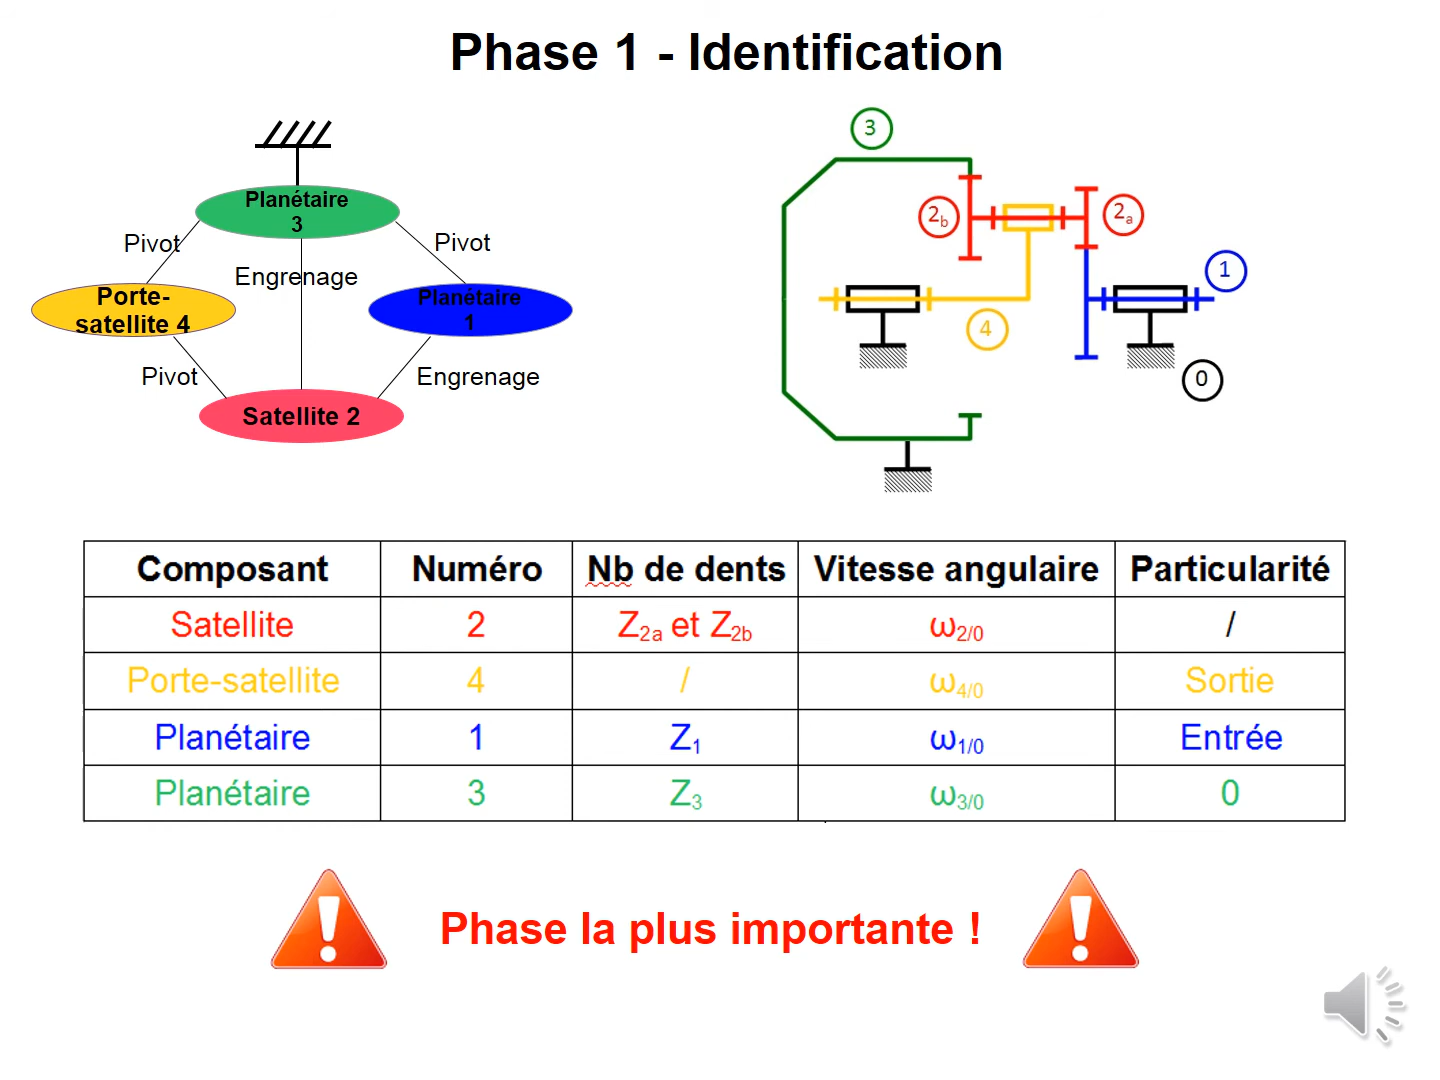 Phase 1 - Identification
Planétaire
3
Pivot
Pivot
Engrenage
Porte-
satellite 4
Planétaire
1
Pivot
Engrenage
Satellite 2
3
2b
2a
1
4
0
Composant Numéro Nb de dents Vitesse angulaire Particularité
Satellite 2 Z2a et Z2b ω2/0 /
Porte-satellite 4 / ω4/0 Sortie
Planétaire 1 Z1 ω1/0 Entrée
Planétaire 3 Z3 ω3/0 0
Phase la plus importante !